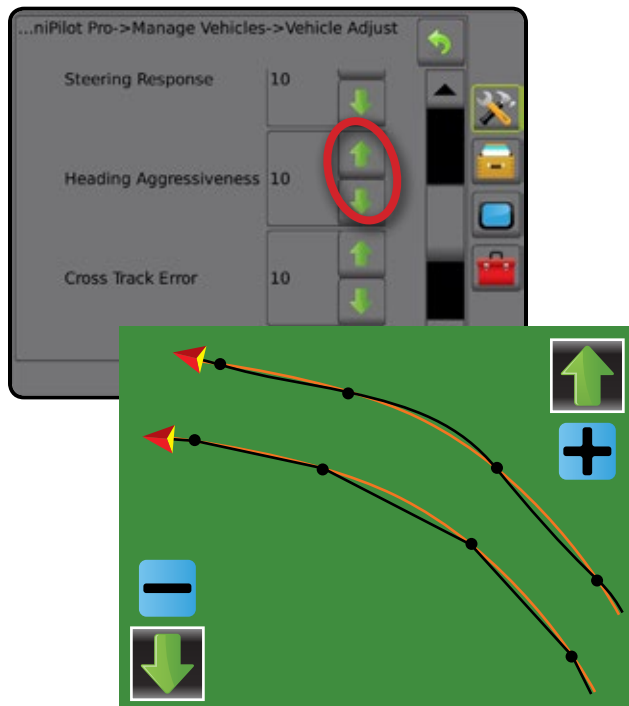 ...niPilot Pro->Manage Vehicles->Vehicle Adjust
Steering Response 10
Heading Aggressiveness 10
Cross Track Error 10